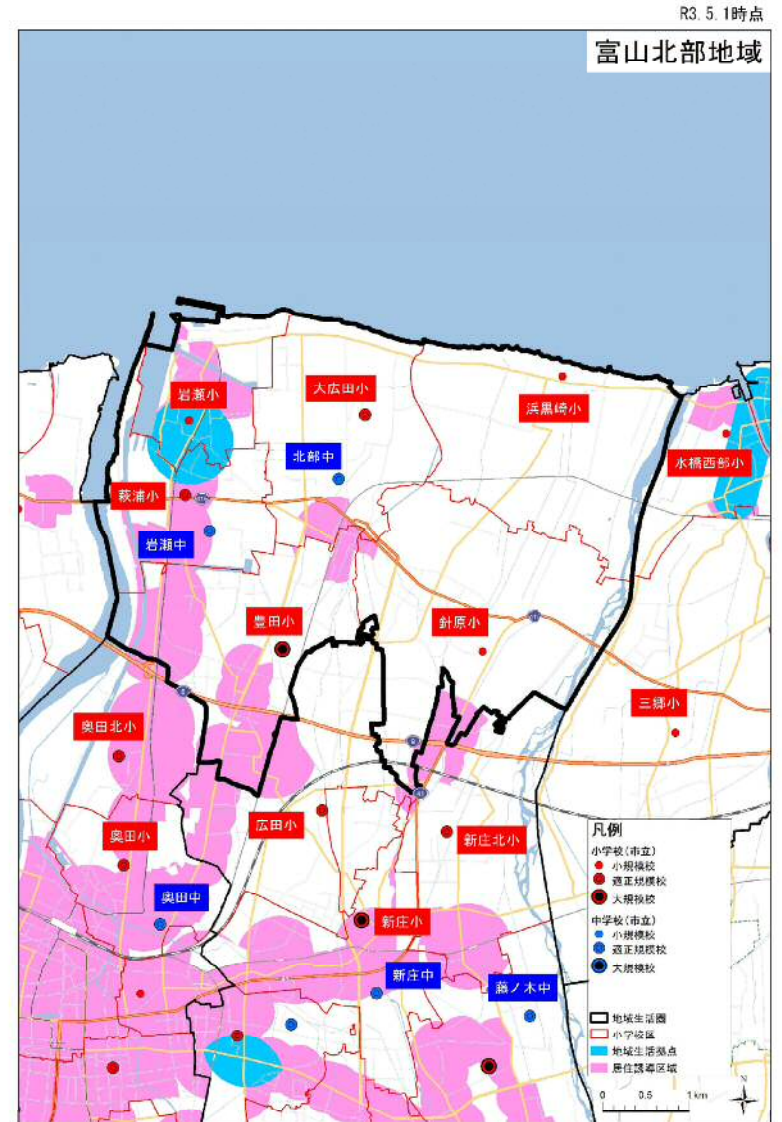 R3.5.1時点
富山北部地域
岩瀬小
大広田小
浜黒崎小
水橋西部小
北部中
萩浦小
岩瀬中
豊田小
針原小
三郷小
奥田北小
広田小
新庄北小
奥田小
奥田中
新庄小
新庄中
藤ノ木中
8
8
41
凡例
小学校(市立)
小規模校
適正規模校
大規模校
中学校(市立)
小規模校
適正規模校
大規模校
地域生活圏
小学校区
地域生活拠点
居住誘導区域
N
0 0.5 1km